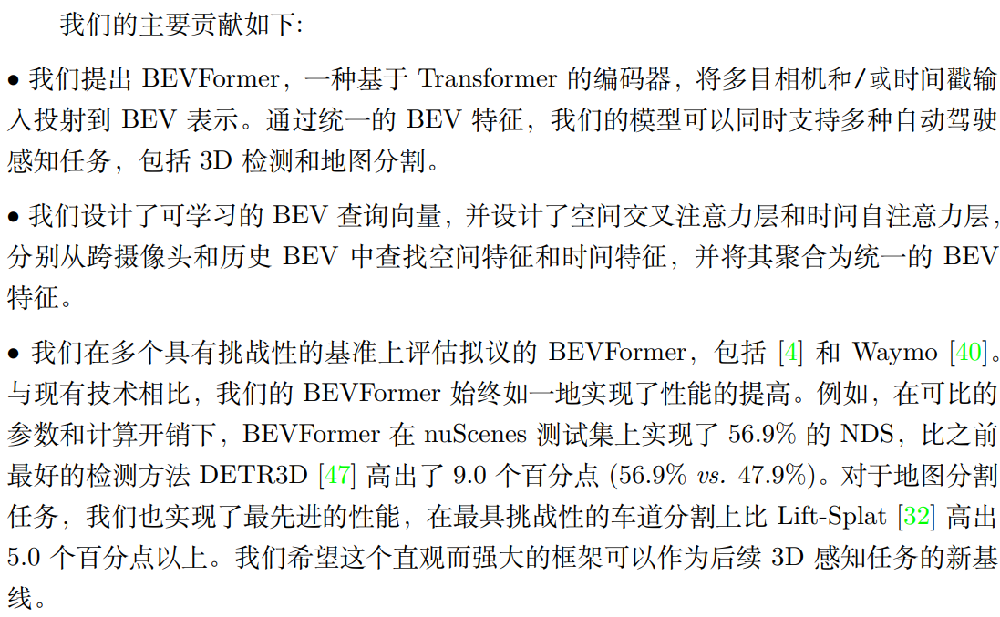 我们的主要贡献如下:
• 我们提出 BEVFormer，一种基于 Transformer 的编码器，将多目相机和/或时间戳输
入投射到 BEV 表示。通过统一的 BEV 特征，我们的模型可以同时支持多种自动驾驶
感知任务，包括 3D 检测和地图分割。
• 我们设计了可学习的 BEV 查询向量，并设计了空间交叉注意力层和时间自注意力层，
分别从跨摄像头和历史 BEV 中查找空间特征和时间特征，并将其聚合为统一的 BEV
特征。
• 我们在多个具有挑战性的基准上评估拟议的 BEVFormer，包括 [4] 和 Waymo [40]。
与现有技术相比，我们的 BEVFormer 始终如一地实现了性能的提高。例如，在可比的
参数和计算开销下，BEVFormer 在 nuScenes 测试集上实现了 56.9% 的 NDS，比之前
最好的检测方法 DETR3D [47] 高出了 9.0 个百分点 (56.9% vs. 47.9%)。对于地图分割
任务，我们也实现了最先进的性能，在最具挑战性的车道分割上比 Lift-Splat [32] 高出
5.0 个百分点以上。我们希望这个直观而强大的框架可以作为后续 3D 感知任务的新基
线。